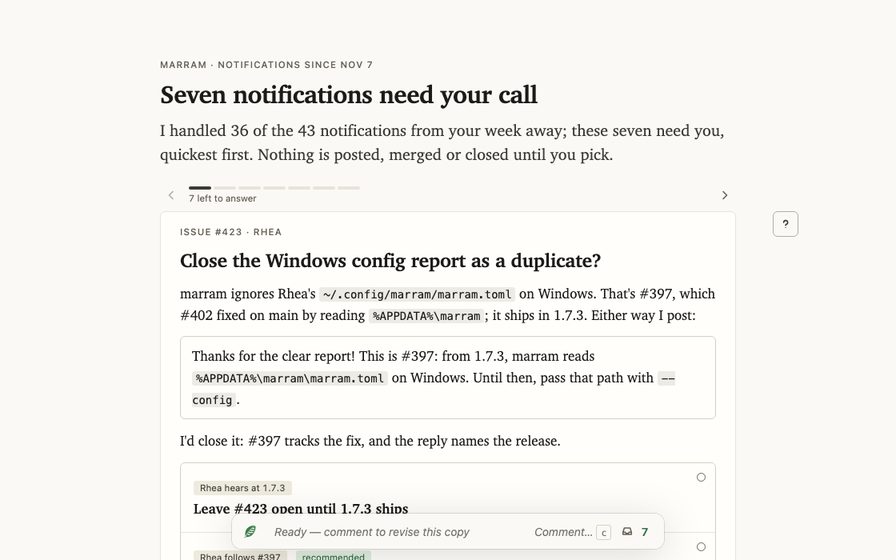 MARRAM · NOTIFICATIONS SINCE NOV 7
Seven notifications need your call
I handled 36 of the 43 notifications from your week away; these seven need you,
quickest first. Nothing is posted, merged or closed until you pick.
7 left to answer
?
ISSUE #423 · RHEA
Close the Windows config report as a duplicate?
marram ignores Rhea's ~/.config/marram/marram.toml on Windows. That's #397, which
#402 fixed on main by reading %APPDATA%\marram; it ships in 1.7.3. Either way I post:
Thanks for the clear report! This is #397: from 1.7.3, marram reads
%APPDATA%\marram\marram.toml on Windows. Until then, pass that path with --
config.
I'd close it: #397 tracks the fix, and the reply names the release.
Rhea hears at 1.7.3
Leave #423 open until 1.7.3 ships
Ready — comment to revise this copy
Comment... c 7
Rhea follows #397 recommended